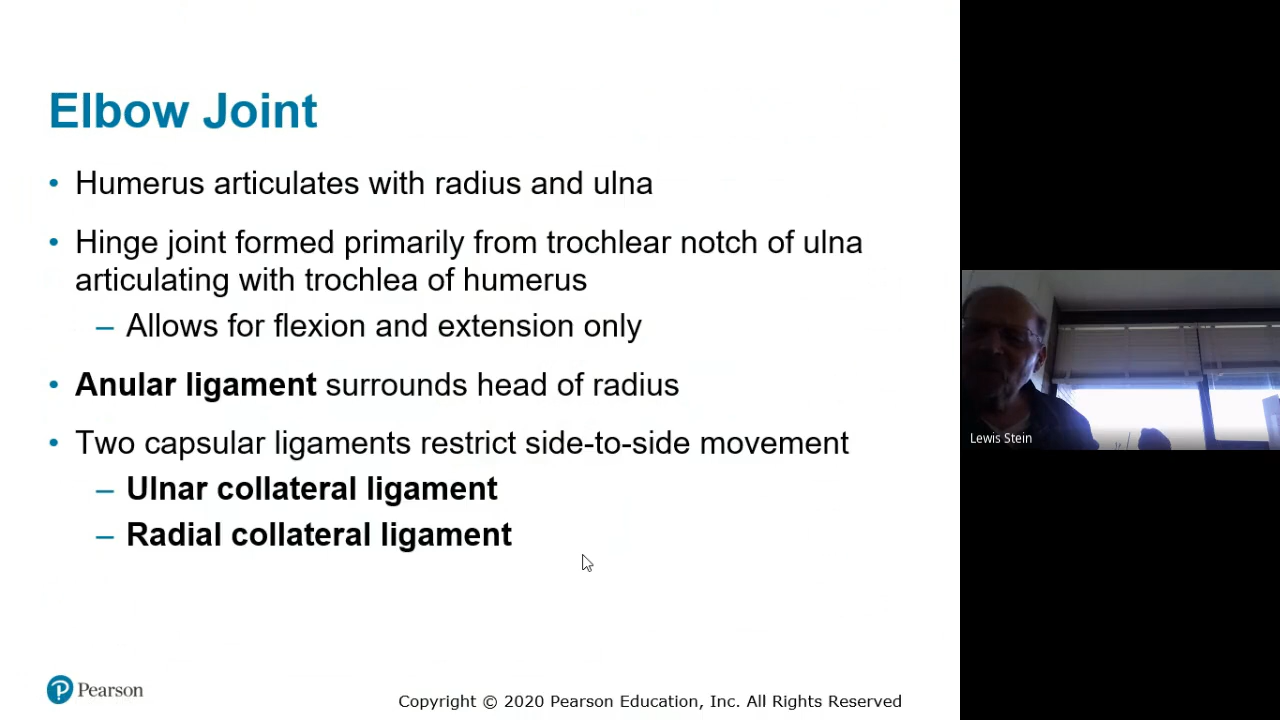 Elbow Joint
• Humerus articulates with radius and ulna
• Hinge joint formed primarily from trochlear notch of ulna
articulating with trochlea of humerus
– Allows for flexion and extension only
• Anular ligament surrounds head of radius
• Two capsular ligaments restrict side-to-side movement
– Ulnar collateral ligament
– Radial collateral ligament
Lewis Stein
Pearson
Copyright © 2020 Pearson Education, Inc. All Rights Reserved